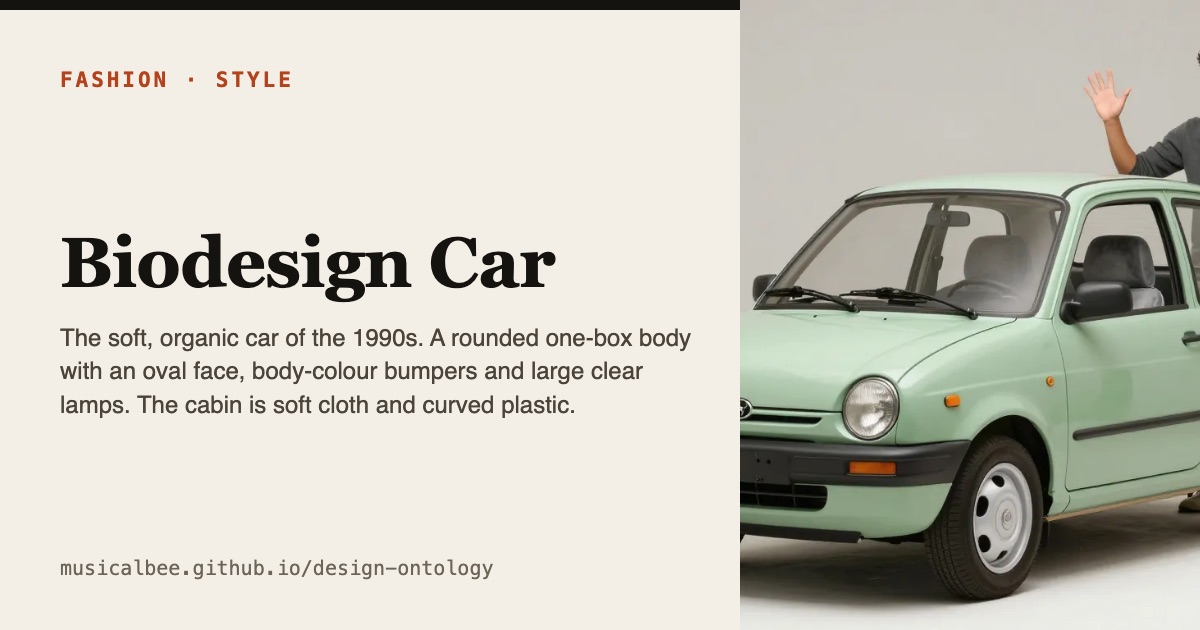 FASHION · STYLE
Biodesign Car
The soft, organic car of the 1990s. A rounded one-box body
with an oval face, body-colour bumpers and large clear
lamps. The cabin is soft cloth and curved plastic.
musicalbee.github.io/design-ontology